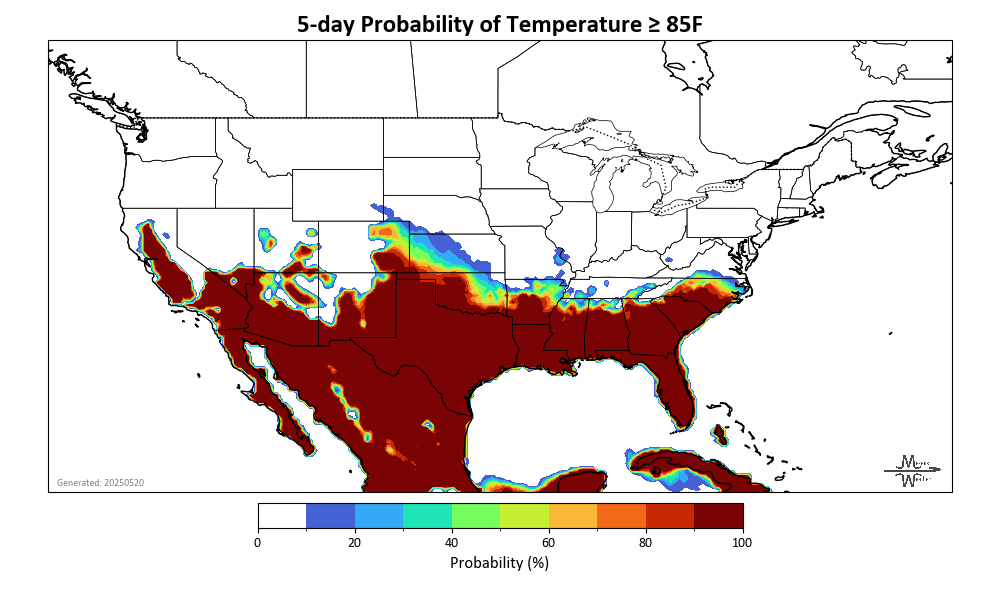 5-day Probability of Temperature ≥ 85F
Generated: 20250520
0 20 40 60 80 100
Probability (%)